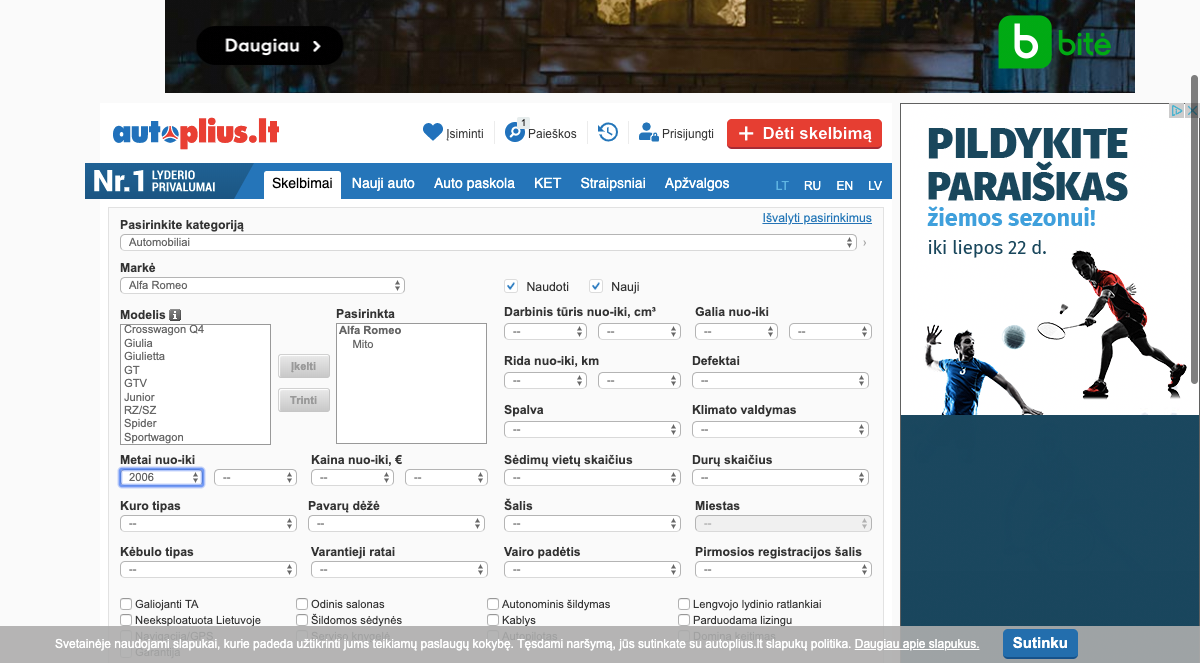 Daugiau
b bitė
autoplius.lt
Įsiminti
1
Paieškos
Prisijungti
+ Dėti skelbimą
Nr.1 LYDERIO
PRIVALUMAI
Skelbimai
Nauji auto
Auto paskola
KET
Straipsniai
Apžvalgos
LT
RU
EN
LV
Pasirinkite kategoriją
Išvalyti pasirinkimus
Automobiliai
Markė
Alfa Romeo
Naudoti
Nauji
Modelis
Crosswagon Q4
Giulia
Giulietta
GT
GTV
Junior
RZ/SZ
Spider
Sportwagon
Įkelti
Trinti
Pasirinkta
Alfa Romeo
Mito
Darbinis tūris nuo-iki, cm³
--
--
Galia nuo-iki
--
--
Rida nuo-iki, km
--
--
Defektai
--
Spalva
--
Klimato valdymas
--
Metai nuo-iki
2006
--
Kaina nuo-iki, €
--
--
Sėdimų vietų skaičius
--
Durų skaičius
--
Kuro tipas
--
Pavarų dėžė
--
Šalis
--
Miestas
--
Kėbulo tipas
--
Varantieji ratai
--
Vairo padėtis
--
Pirmosios registracijos šalis
--
Galiojanti TA
Odinis salonas
Autonominis šildymas
Lengvojo lydinio ratlankiai
Neeksploatuota Lietuvoje
Šildomos sėdynės
Kablys
Parduodama lizingu
Svetainėje naudojami slapukai, kurie padeda užtikrinti jums teikiamų paslaugų kokybę. Tęsdami naršymą, jūs sutinkate su autoplius.lt slapukų politika. Daugiau apie slapukus.
Sutinku
PILDYKITE
PARAIŠKAS
žiemos sezonui!
iki liepos 22 d.